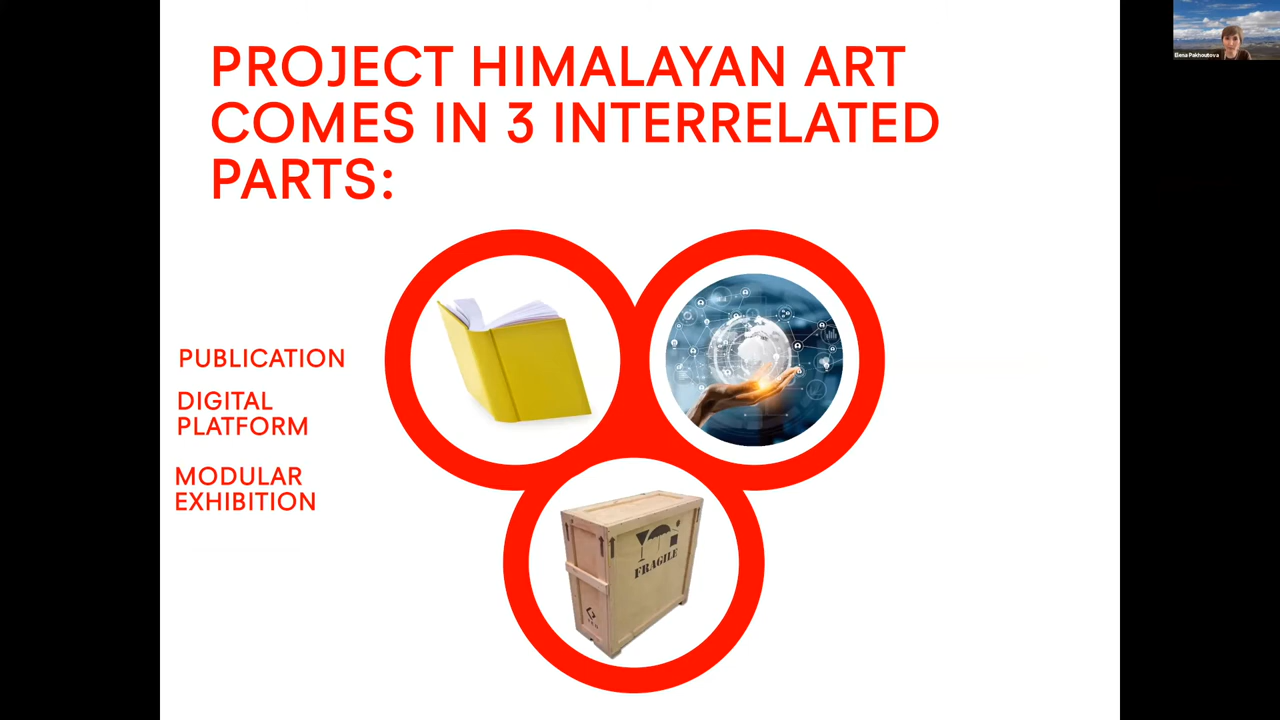 PROJECT HIMALAYAN ART
COMES IN 3 INTERRELATED
PARTS:
PUBLICATION
DIGITAL
PLATFORM
MODULAR
EXHIBITION
FRAGILE
Elena Pakhoutova